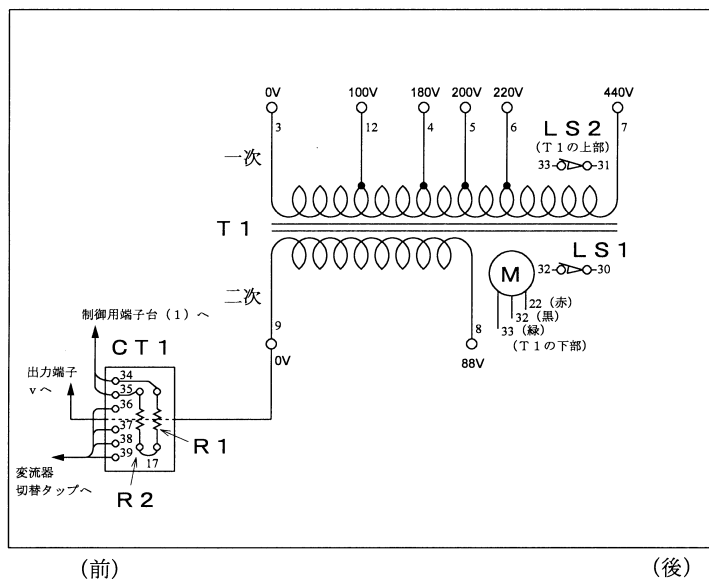 0V 100V 180V 200V 220V 440V
3 12 4 5 6 7
LS2
(T1の上部)
33 31
一次
T1
LS1
M
32 30
二次
22(赤)
32(黒)
33(緑)
(T1の下部)
9 8
0V 88V
制御用端子台(1)へ
CT1
出力端子
vへ
34
35
36
37
38
39
17
R1
R2
変流器
切替タップへ
(前) (後)